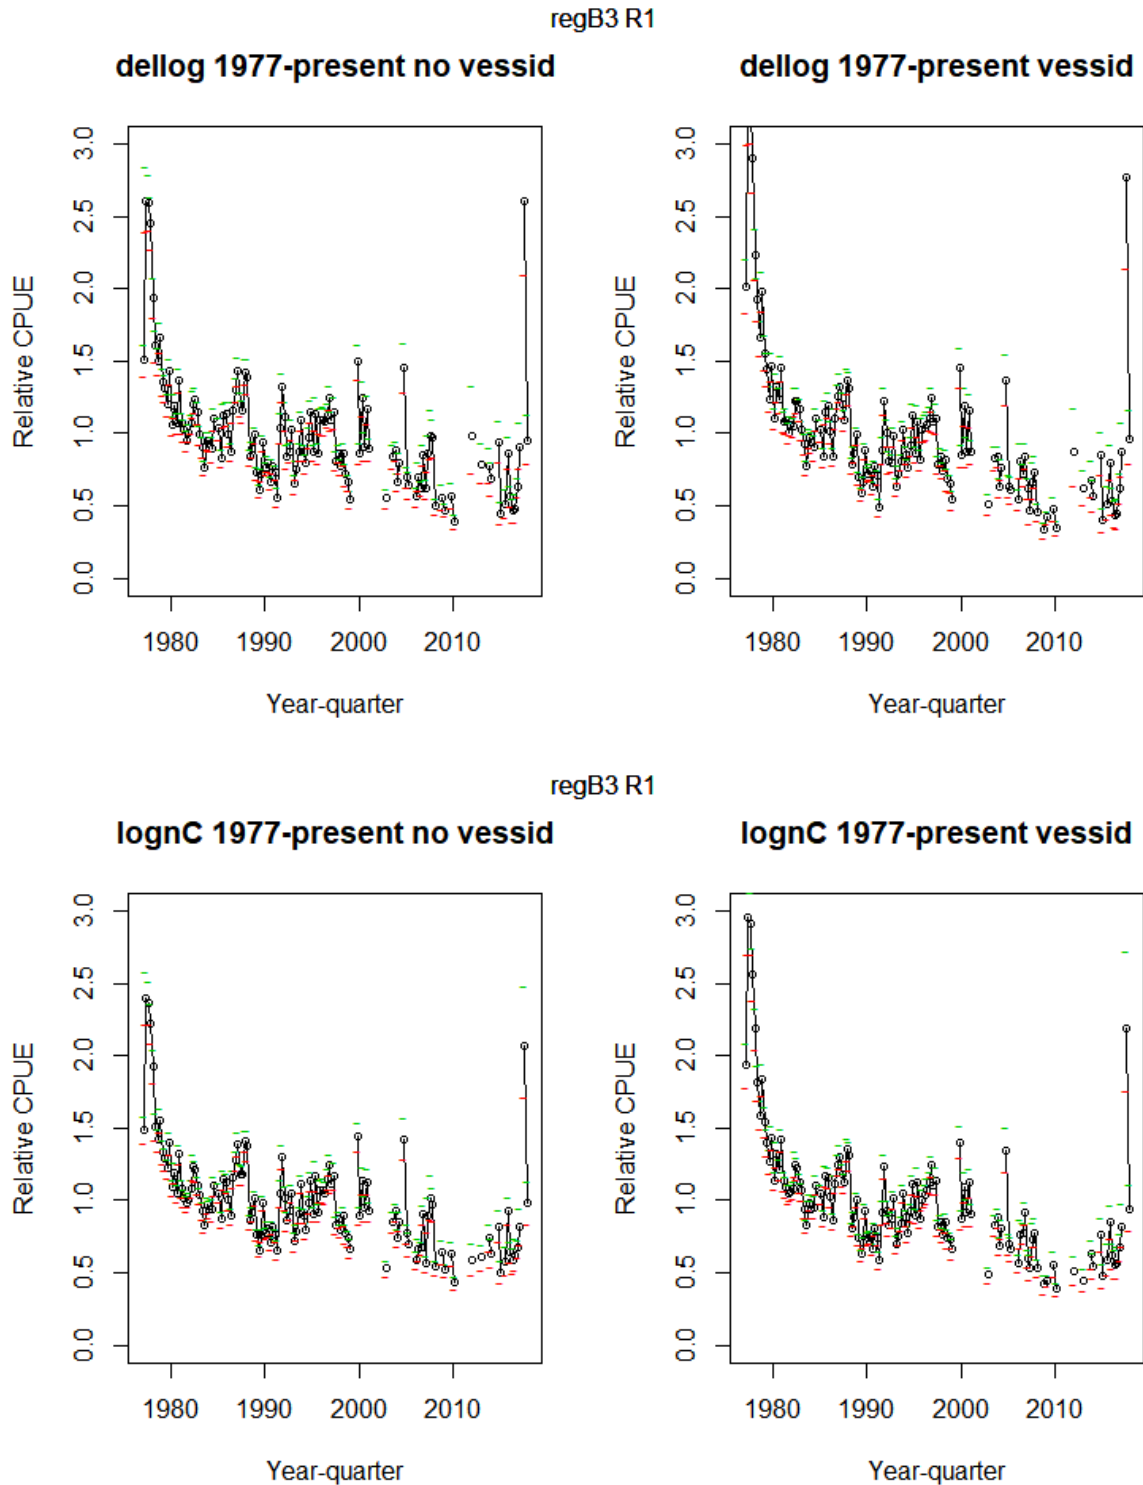 regB3 R1
dellog 1977-present no vessid
dellog 1977-present vessid
Relative CPUE
0.0 0.5 1.0 1.5 2.0 2.5 3.0
1980 1990 2000 2010
Year-quarter
Relative CPUE
0.0 0.5 1.0 1.5 2.0 2.5 3.0
1980 1990 2000 2010
Year-quarter
regB3 R1
lognC 1977-present no vessid
lognC 1977-present vessid
Relative CPUE
0.0 0.5 1.0 1.5 2.0 2.5 3.0
1980 1990 2000 2010
Year-quarter
Relative CPUE
0.0 0.5 1.0 1.5 2.0 2.5 3.0
1980 1990 2000 2010
Year-quarter